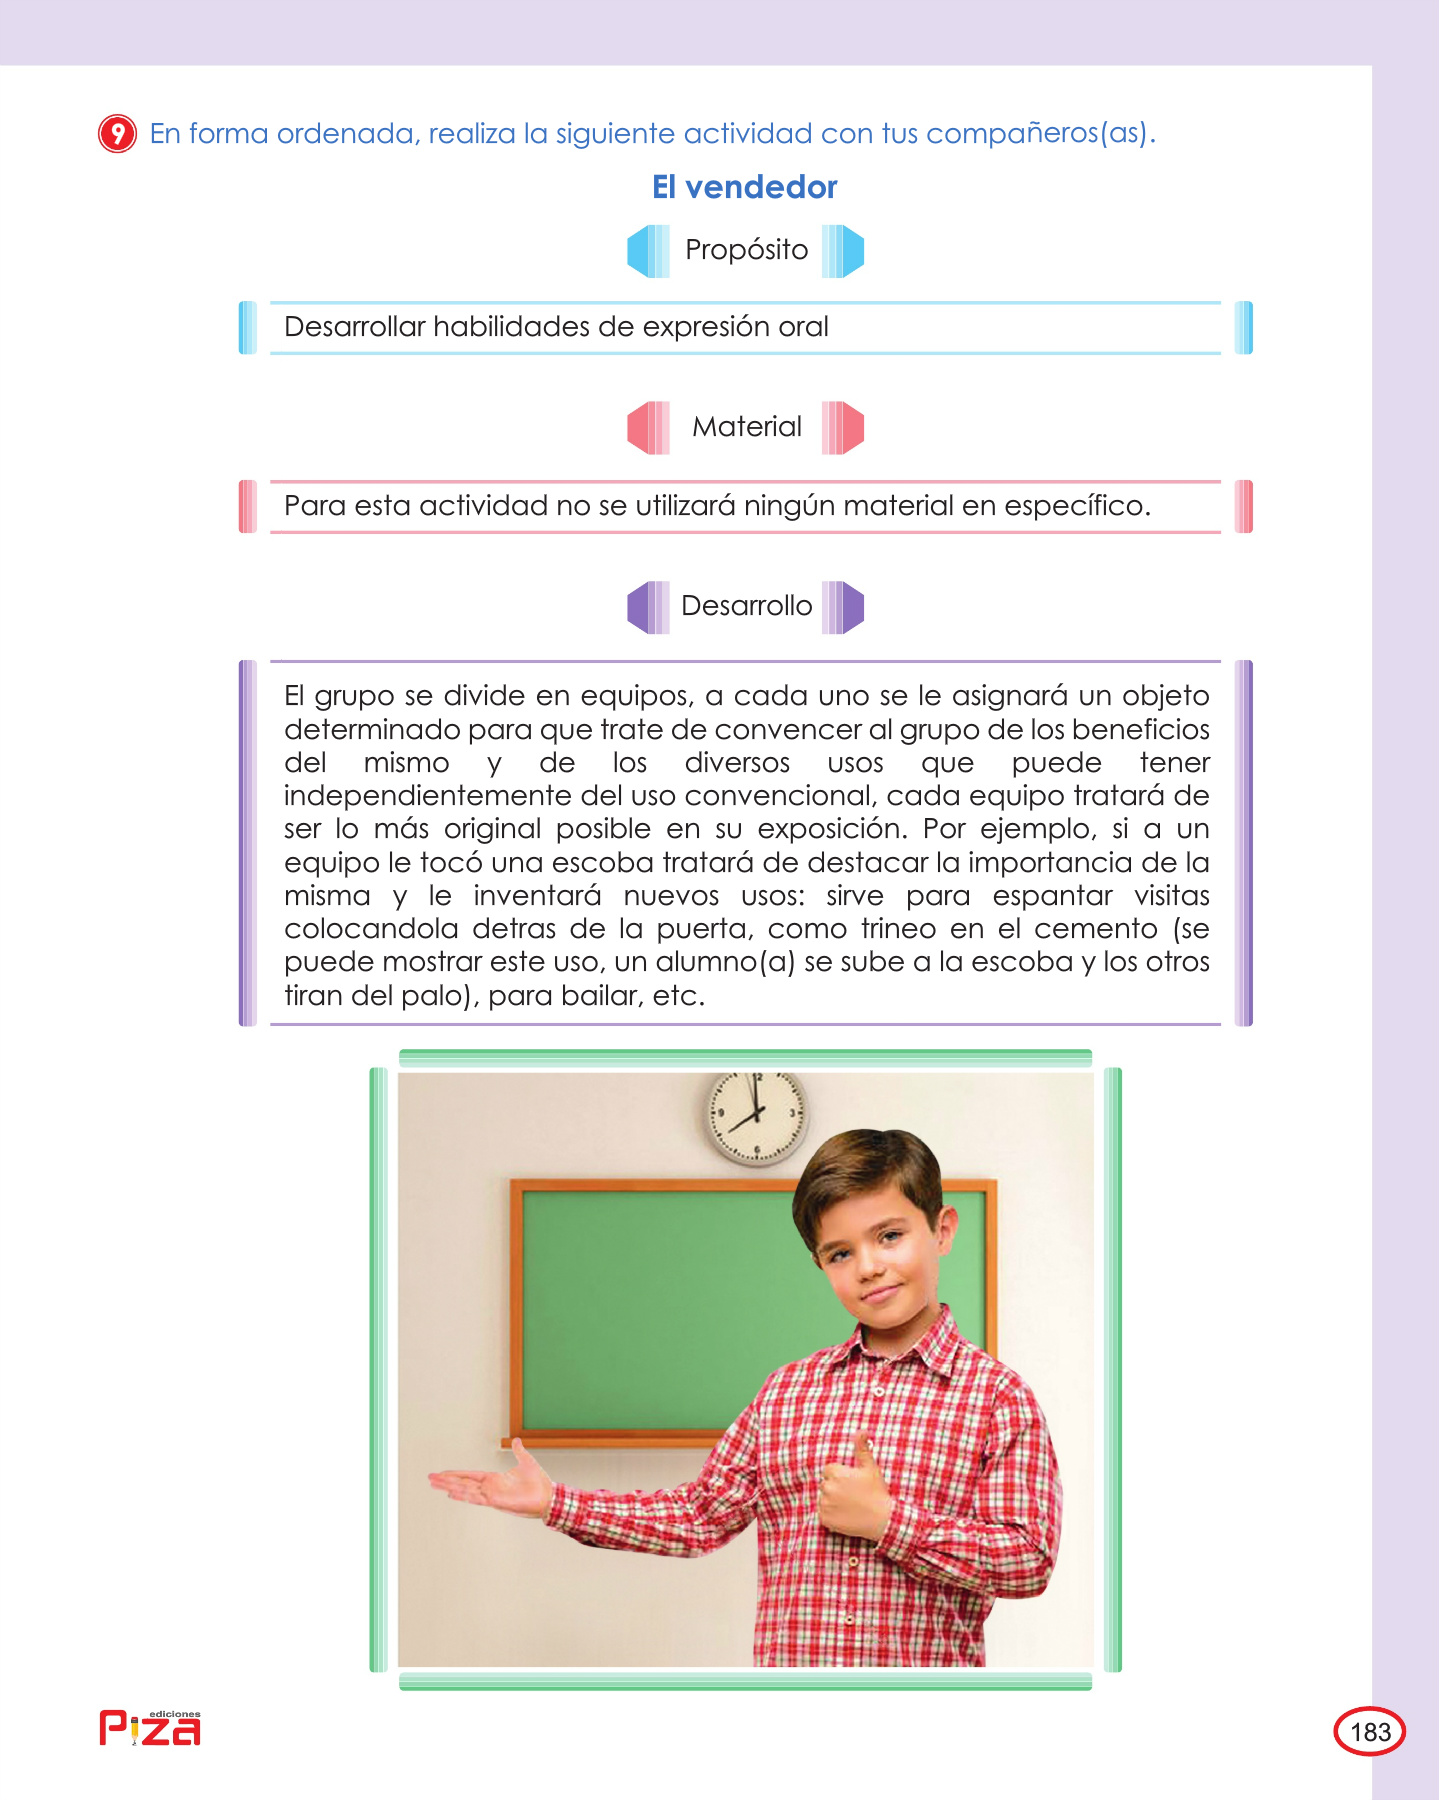 9 En forma ordenada, realiza la siguiente actividad con tus compañeros(as).
El vendedor
Propósito
Desarrollar habilidades de expresión oral
Material
Para esta actividad no se utilizará ningún material en específico.
Desarrollo
El grupo se divide en equipos, a cada uno se le asignará un objeto
determinado para que trate de convencer al grupo de los beneficios
del mismo y de los diversos usos que puede tener
independientemente del uso convencional, cada equipo tratará de
ser lo más original posible en su exposición. Por ejemplo, si a un
equipo le tocó una escoba tratará de destacar la importancia de la
misma y le inventará nuevos usos: sirve para espantar visitas
colocandola detras de la puerta, como trineo en el cemento (se
puede mostrar este uso, un alumno(a) se sube a la escoba y los otros
tiran del palo), para bailar, etc.
12
9 3
6
ediciones
Piza
183